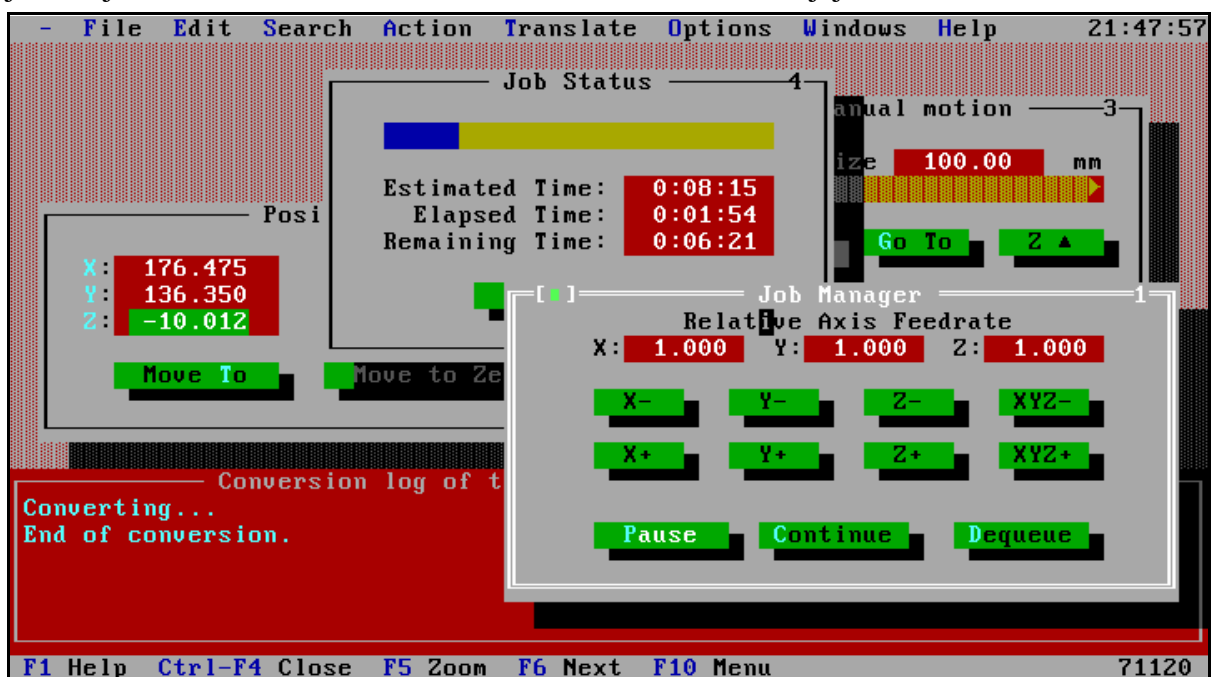 - File Edit Search Action Translate Options Windows Help 21:47:57
Job Status 4
anual motion 3
ize 100.00 mm
Estimated Time: 0:08:15
Elapsed Time: 0:01:54
Remaining Time: 0:06:21
Go To Z ▲
Posi
X: 176.475
Y: 136.350
Z: -10.012
Move To Move to Ze
[■] Job Manager 1
Relative Axis Feedrate
X: 1.000 Y: 1.000 Z: 1.000
X- Y- Z- XYZ-
X+ Y+ Z+ XYZ+
Pause Continue Dequeue
Conversion log of t
Converting...
End of conversion.
F1 Help Ctrl-F4 Close F5 Zoom F6 Next F10 Menu 71120